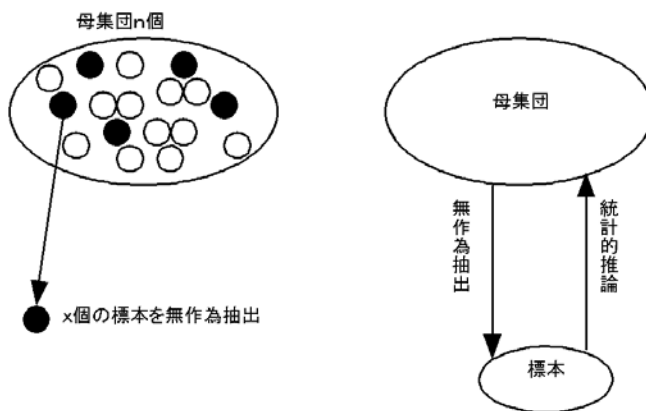 母集団n個
母集団
無作為抽出
統計的推論
x個の標本を無作為抽出
標本